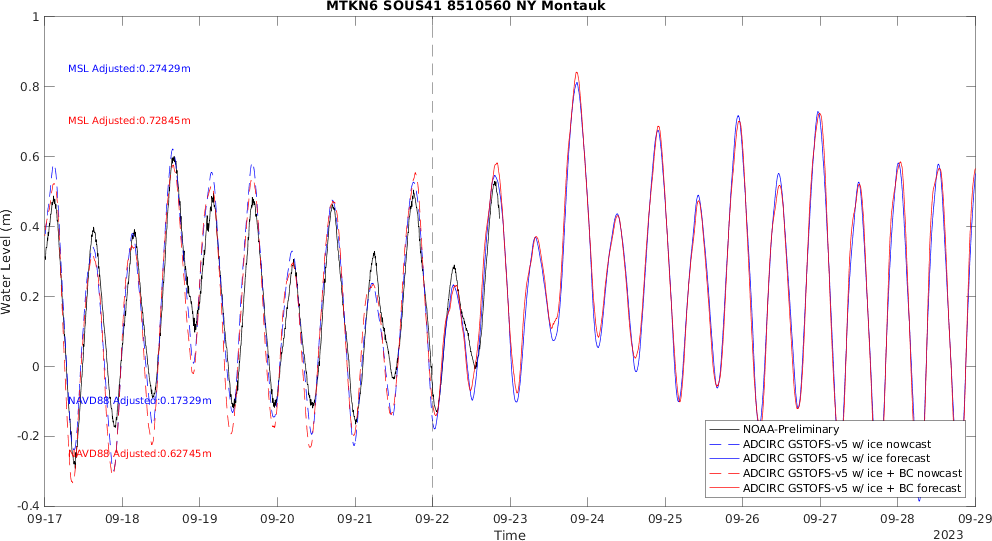 MTKN6 SOUS41 8510560 NY Montauk
Water Level (m)
1
0.8
0.6
0.4
0.2
0
-0.2
-0.4
MSL Adjusted:0.27429m
MSL Adjusted:0.72845m
NAVD88 Adjusted:0.17329m
NAVD88 Adjusted:0.62745m
NOAA-Preliminary
ADCIRC GSTOFS-v5 w/ ice nowcast
ADCIRC GSTOFS-v5 w/ ice forecast
ADCIRC GSTOFS-v5 w/ ice + BC nowcast
ADCIRC GSTOFS-v5 w/ ice + BC forecast
09-17 09-18 09-19 09-20 09-21 09-22 09-23 09-24 09-25 09-26 09-27 09-28 09-29
Time
2023